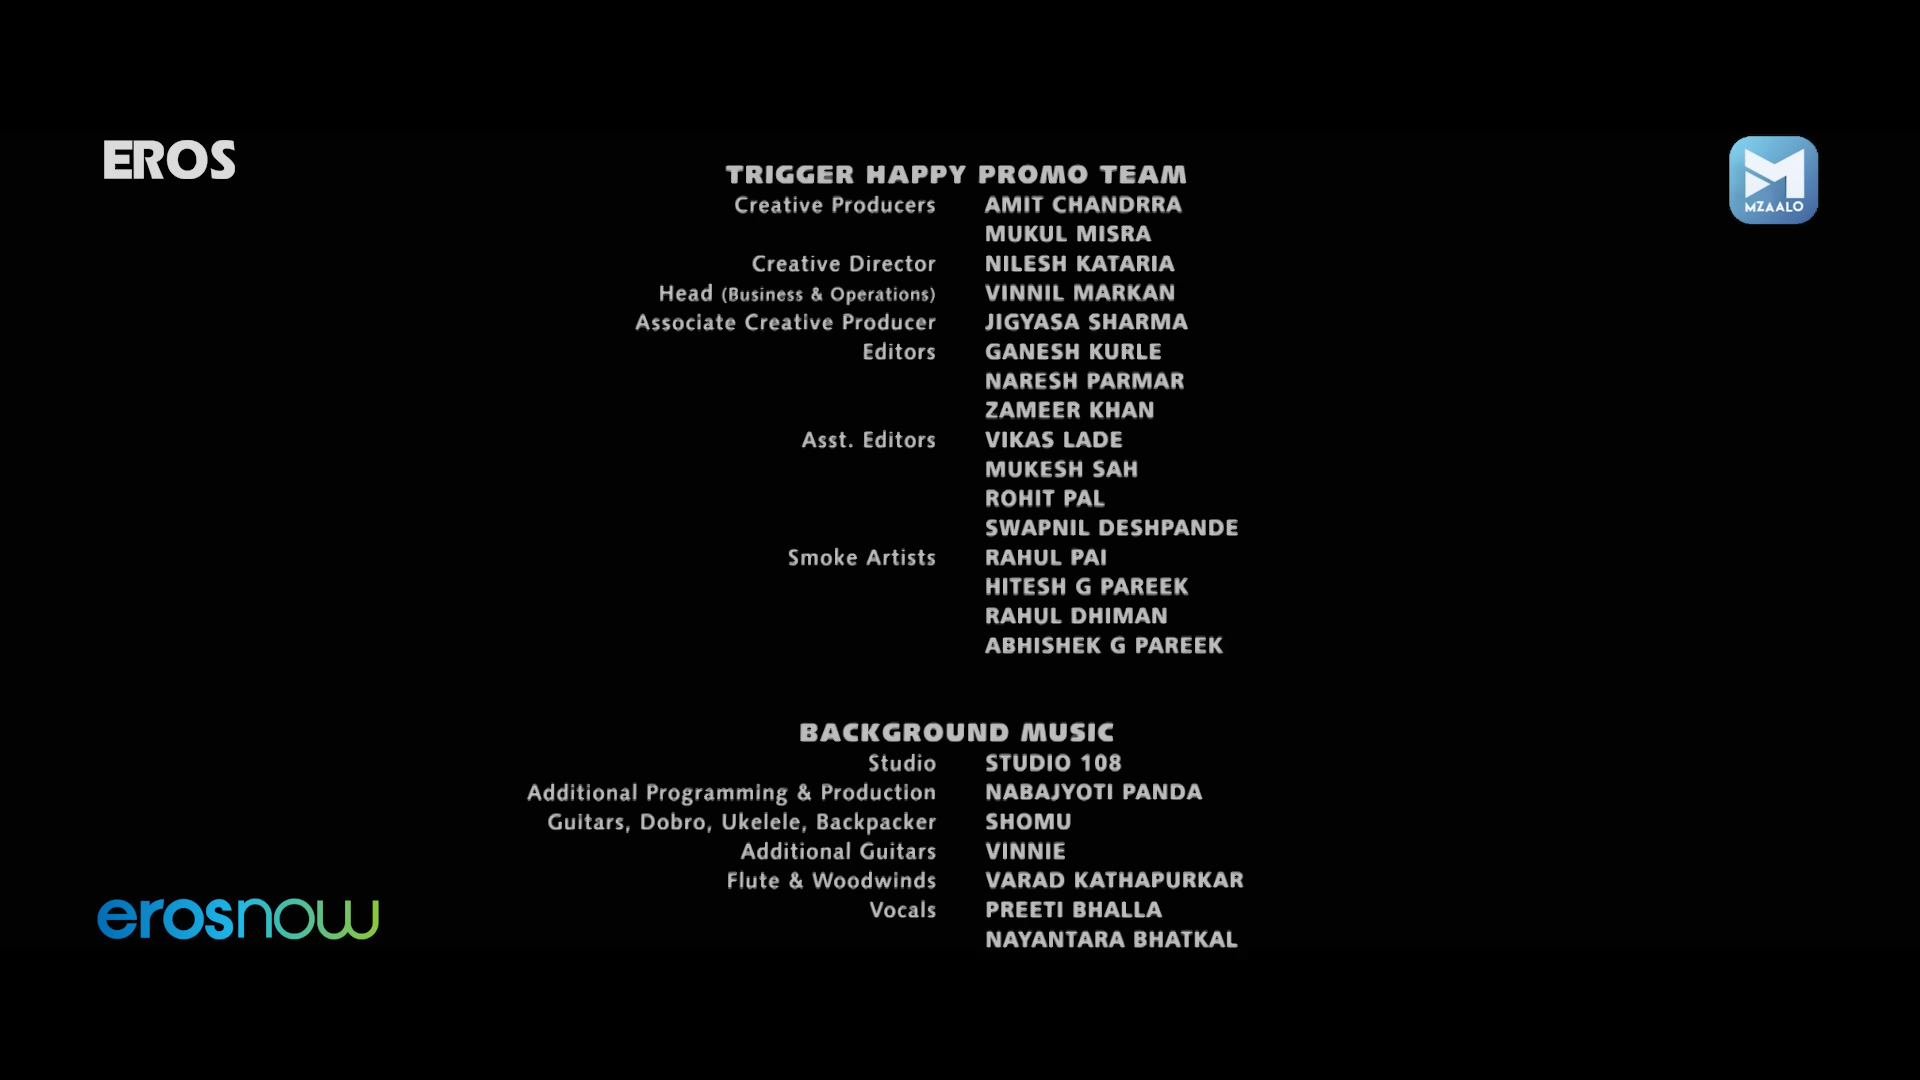 EROS
MZAALO
TRIGGER HAPPY PROMO TEAM
Creative Producers AMIT CHANDRRA
MUKUL MISRA
Creative Director NILESH KATARIA
Head (Business & Operations) VINNIL MARKAN
Associate Creative Producer JIGYASA SHARMA
Editors GANESH KURLE
NARESH PARMAR
ZAMEER KHAN
Asst. Editors VIKAS LADE
MUKESH SAH
ROHIT PAL
SWAPNIL DESHPANDE
Smoke Artists RAHUL PAI
HITESH G PAREEK
RAHUL DHIMAN
ABHISHEK G PAREEK
BACKGROUND MUSIC
Studio STUDIO 108
Additional Programming & Production NABAJYOTI PANDA
Guitars, Dobro, Ukelele, Backpacker SHOMU
Additional Guitars VINNIE
Flute & Woodwinds VARAD KATHAPURKAR
Vocals PREETI BHALLA
NAYANTARA BHATKAL
erosnow